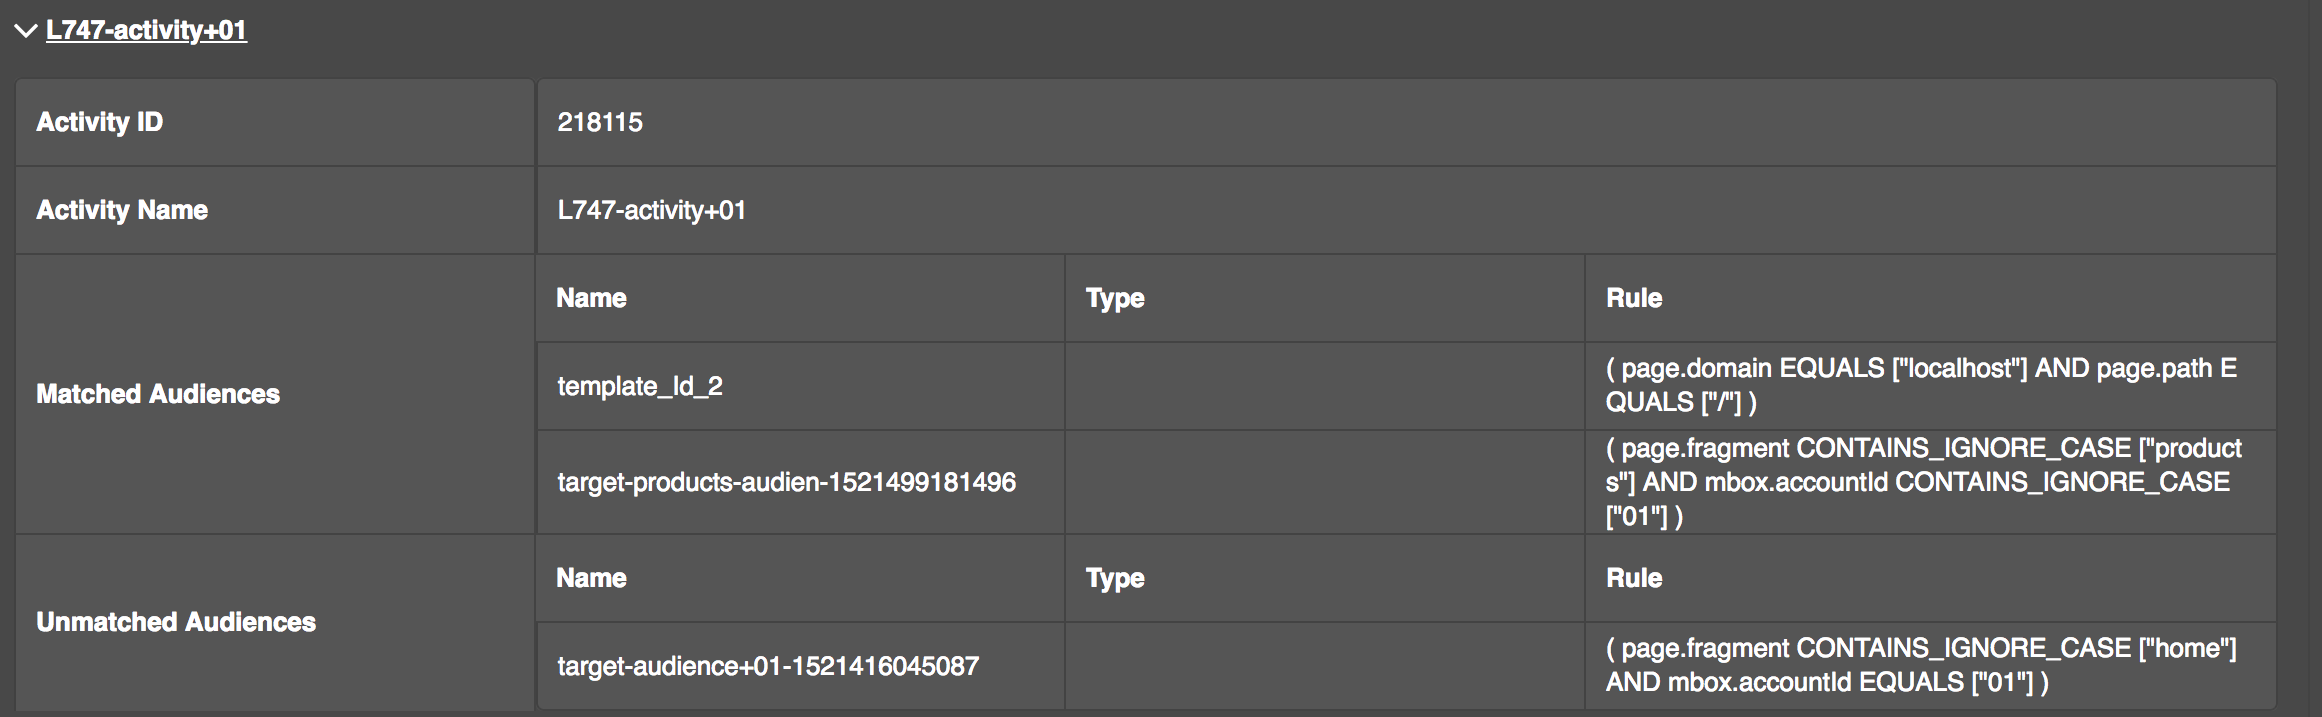 L747-activity+01
Activity ID
218115
Activity Name
L747-activity+01
Matched Audiences
Name
Type
Rule
template_Id_2
( page.domain EQUALS ["localhost"] AND page.path E
QUALS ["/"] )
target-products-audien-1521499181496
( page.fragment CONTAINS_IGNORE_CASE ["product
s"] AND mbox.accountId CONTAINS_IGNORE_CASE
["01"] )
Unmatched Audiences
Name
Type
Rule
target-audience+01-1521416045087
( page.fragment CONTAINS_IGNORE_CASE ["home"]
AND mbox.accountId EQUALS ["01"] )